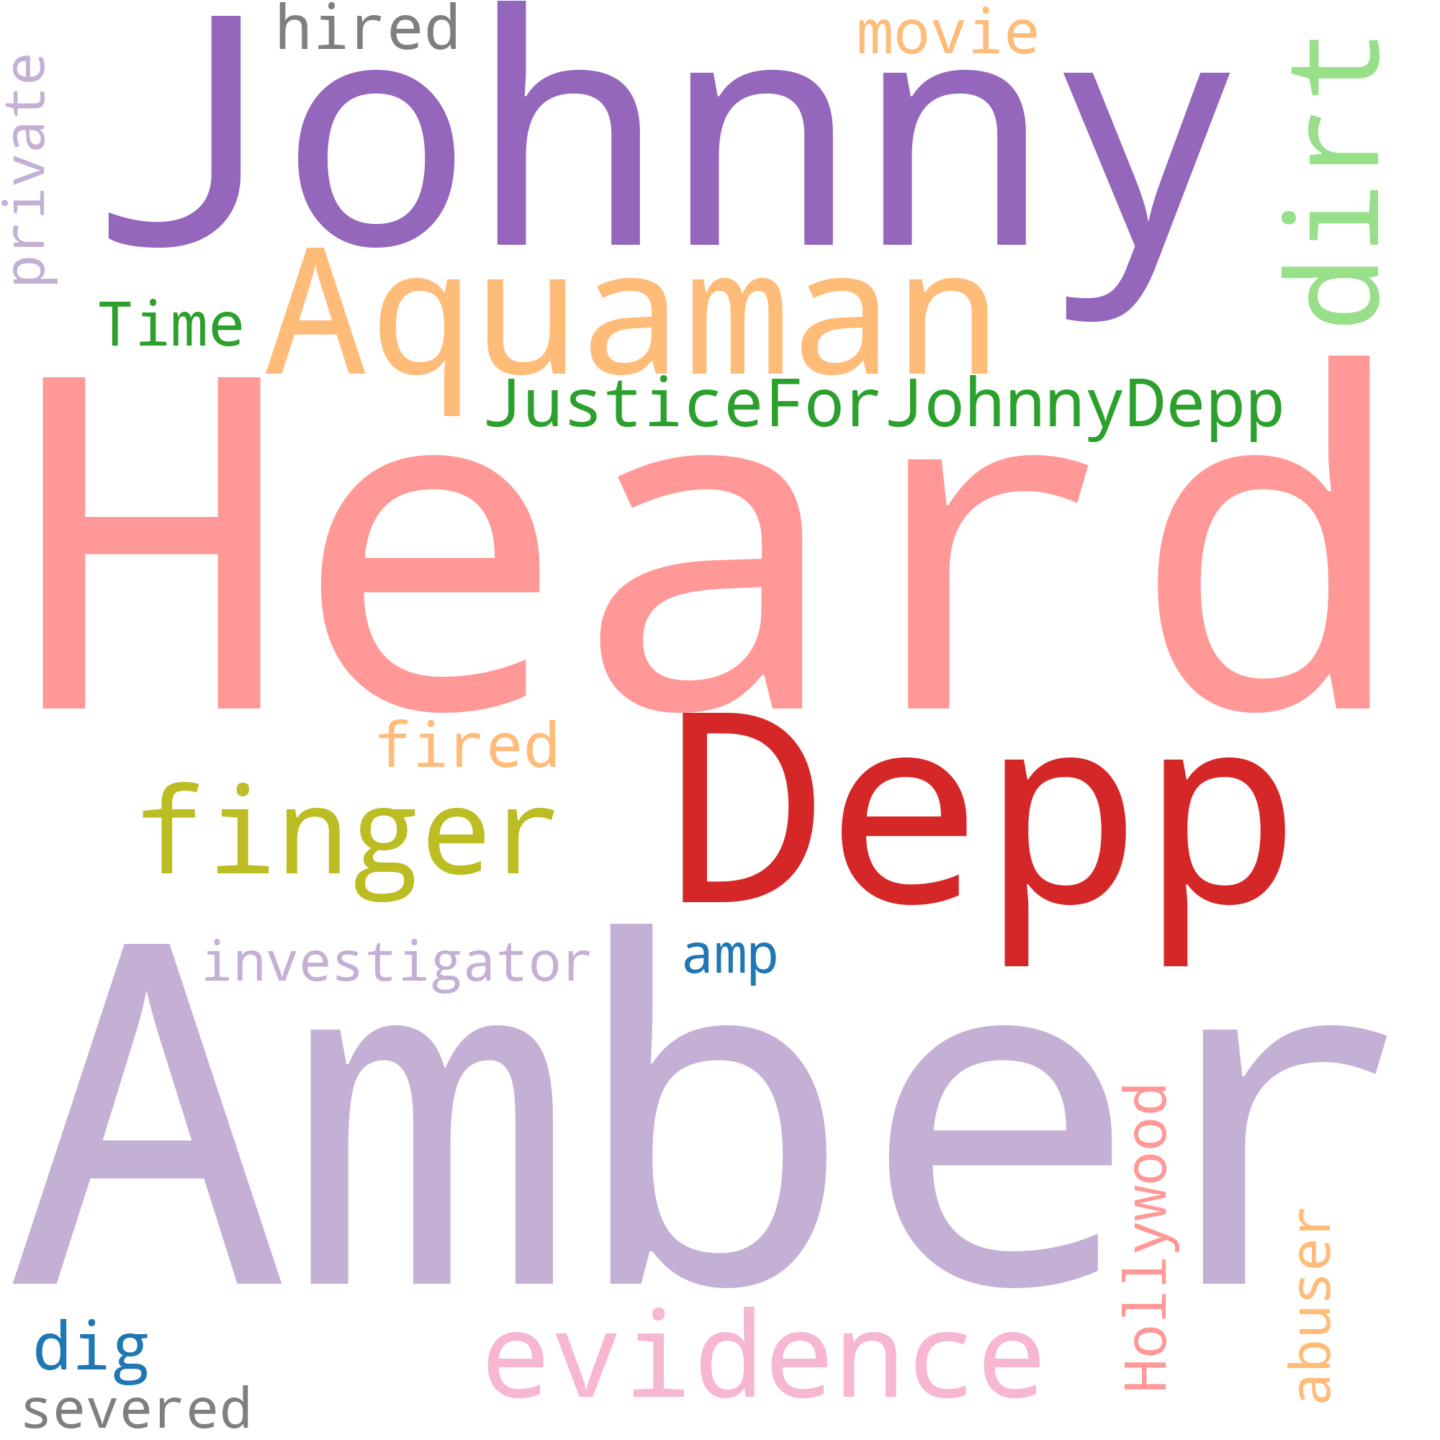 hired
movie
Johnny
private
dirt
Aquaman
Time
JusticeForJohnnyDepp
Heard
fired
Depp
finger
investigator
amp
Amber
Hollywood
abuser
dig
evidence
severed